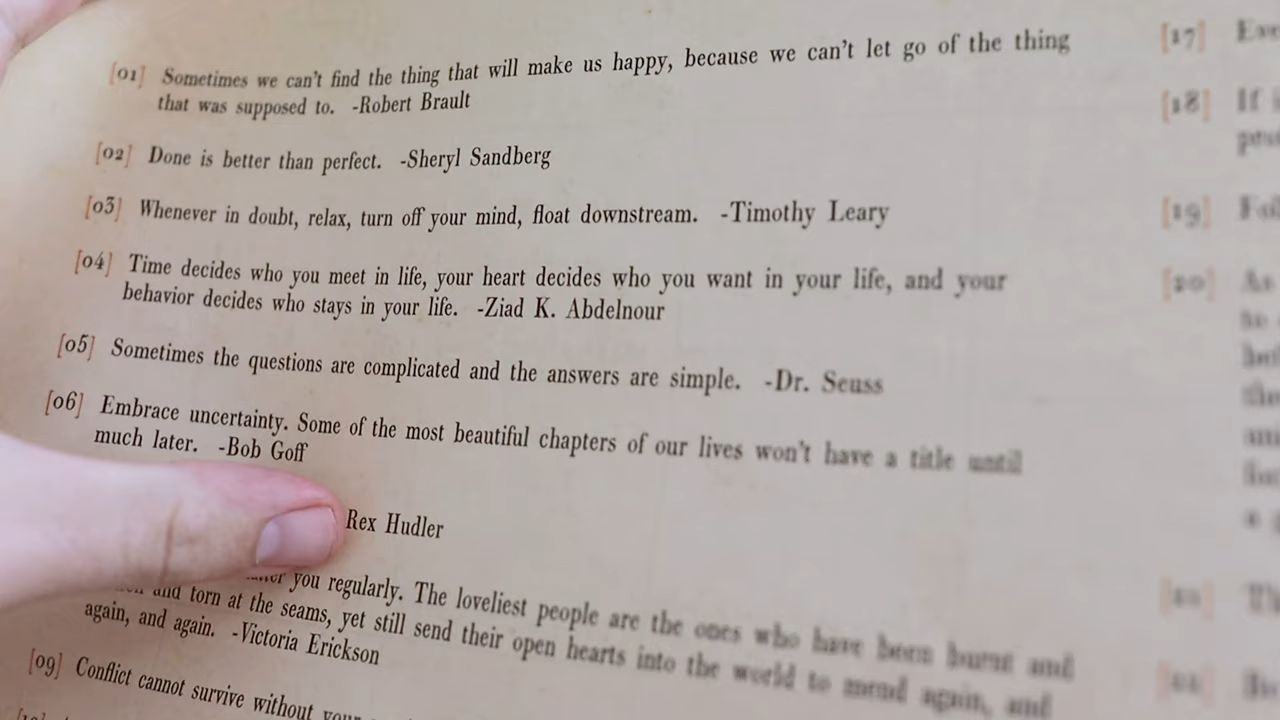 [01] Sometimes we can't find the thing that will make us happy, because we can't let go of the thing
that was supposed to. -Robert Brault
[02] Done is better than perfect. -Sheryl Sandberg
[03] Whenever in doubt, relax, turn off your mind, float downstream. -Timothy Leary
[04] Time decides who you meet in life, your heart decides who you want in your life, and your
behavior decides who stays in your life. -Ziad K. Abdelnour
[05] Sometimes the questions are complicated and the answers are simple. -Dr. Seuss
[06] Embrace uncertainty. Some of the most beautiful chapters of our lives won't have a title until
much later. -Bob Goff
Rex Hudler
you regularly. The loveliest people are the ones who have been burnt and
and torn at the seams, yet still send their open hearts into the world to mend again, and
again, and again. -Victoria Erickson
[09] Conflict cannot survive without your
[17]
[18] If
[19]
[20] As